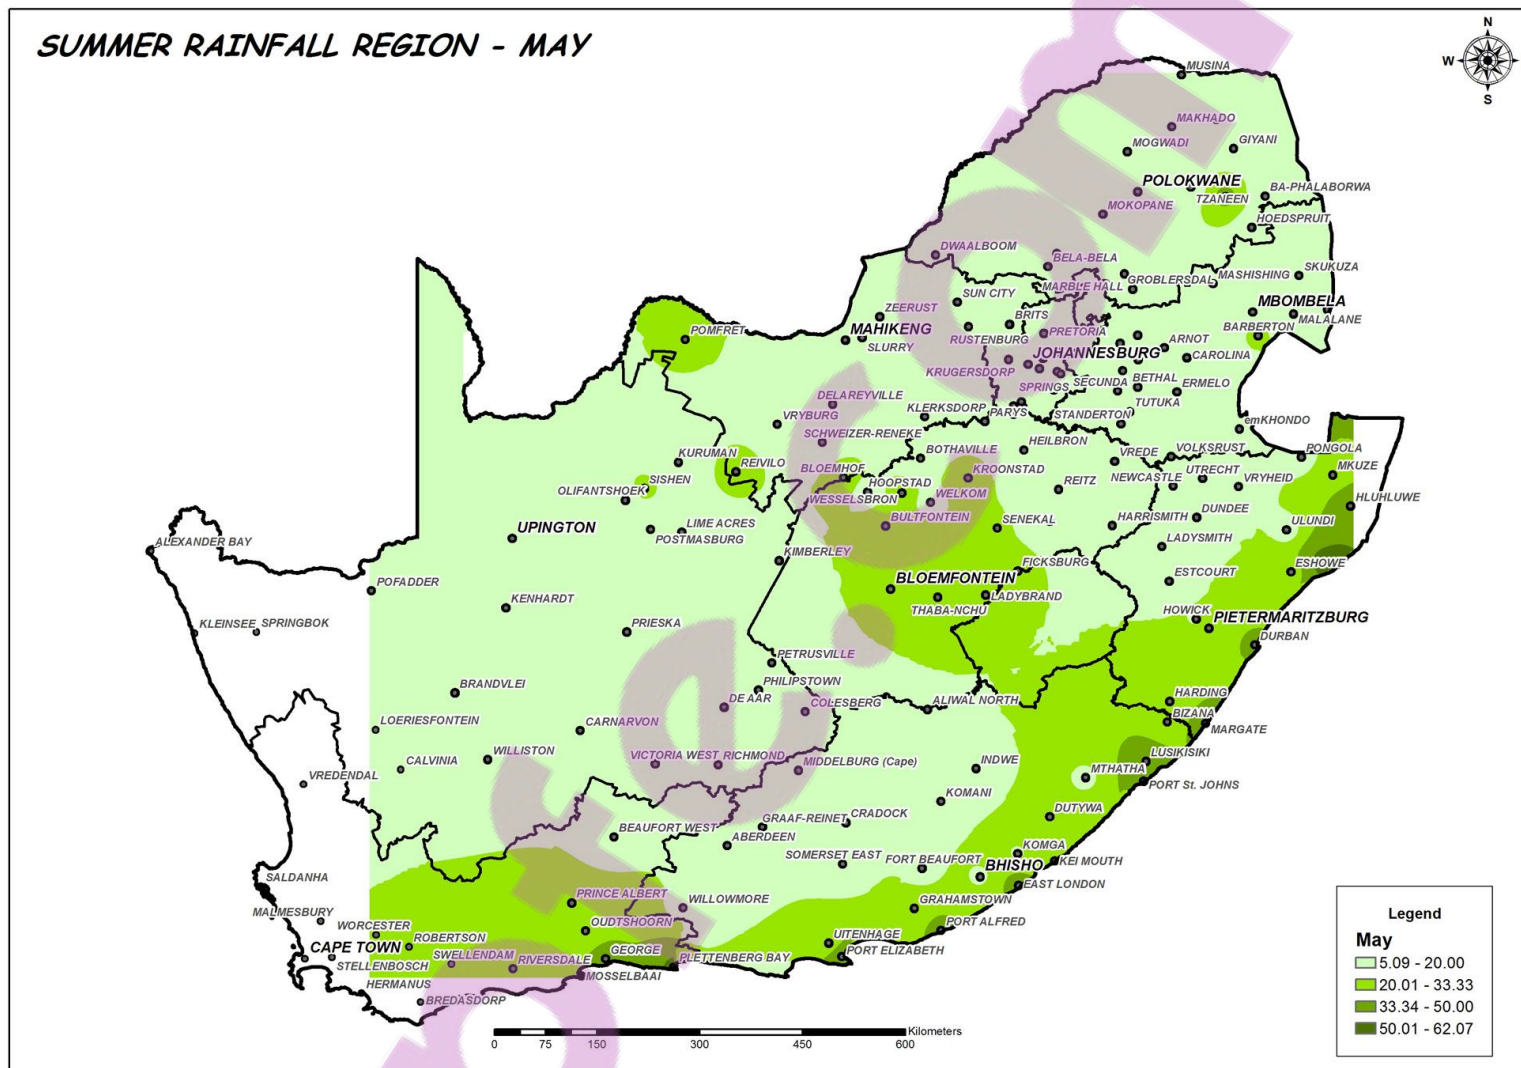 SUMMER RAINFALL REGION - MAY
N
W
S
MUSINA
MAKHADO
MOGWADI
GIYANI
POLOKWANE
TZANEEN
BA-PHALABORWA
MOKOPANE
HOEDSPRUIT
DWAALBOOM
BELA-BELA
GROBLERSDAL
MASHISHING
SKUKUZA
MARBLE HALL
SUN CITY
MBOMBELA
ZEERUST
BRITS
MALALANE
MAHIKENG
PRETORIA
BARBERTON
POMFRET
SLURRY
RUSTENBURG
ARNOT
JOHANNESBURG
CAROLINA
KRUGERSDORP
SPRINGS
SECUNDA
BETHAL
ERMELO
DELAREYVILLE
KLERKSDORP
PARYS
STANDERTON
TUTUKA
VRYBURG
emKHONDO
SCHWEIZER-RENEKE
BOTHAVILLE
HEILBRON
VREDE
VOLKSRUST
PONGOLA
KURUMAN
REIVILO
BLOEMHOF
KROONSTAD
NEWCASTLE
UTRECHT
MKUZE
SISHEN
HOOPSTAD
REITZ
VRYHEID
OLIFANTSHOEK
WESSELSBRON
WELKOM
HLUHLUWE
UPINGTON
LIME ACRES
BULTFONTEIN
SENEKAL
HARRISMITH
DUNDEE
ULUNDI
POSTMASBURG
ALEXANDER BAY
KIMBERLEY
LADYSMITH
FICKSBURG
ESTCOURT
ESHOWE
POFADDER
BLOEMFONTEIN
KENHARDT
THABA-NCHU
LADYBRAND
HOWICK
PIETERMARITZBURG
KLEINSEE
SPRINGBOK
PRIESKA
DURBAN
PETRUSVILLE
BRANDVLEI
PHILIPSTOWN
DE AAR
COLESBERG
ALIWAL NORTH
HARDING
LOERIESFONTEIN
CARNARVON
BIZANA
MARGATE
CALVINIA
WILLISTON
VICTORIA WEST
RICHMOND
MIDDELBURG (Cape)
INDWE
LUSIKISIKI
MTHATHA
VREDENDAL
PORT St. JOHNS
KOMANI
BEAUFORT WEST
GRAAF-REINET
CRADOCK
DUTYWA
ABERDEEN
SOMERSET EAST
FORT BEAUFORT
KOMGA
BHISHO
KEI MOUTH
SALDANHA
EAST LONDON
PRINCE ALBERT
WILLOWMORE
GRAHAMSTOWN
MALMESBURY
WORCESTER
OUDTSHOORN
PORT ALFRED
ROBERTSON
UITENHAGE
CAPE TOWN
SWELLENDAM
RIVERSDALE
GEORGE
PLETTENBERG BAY
PORT ELIZABETH
STELLENBOSCH
MOSSELBAAI
HERMANUS
BREDASDORP
Kilometers
0 75 150 300 450 600
Legend
May
5.09 - 20.00
20.01 - 33.33
33.34 - 50.00
50.01 - 62.07